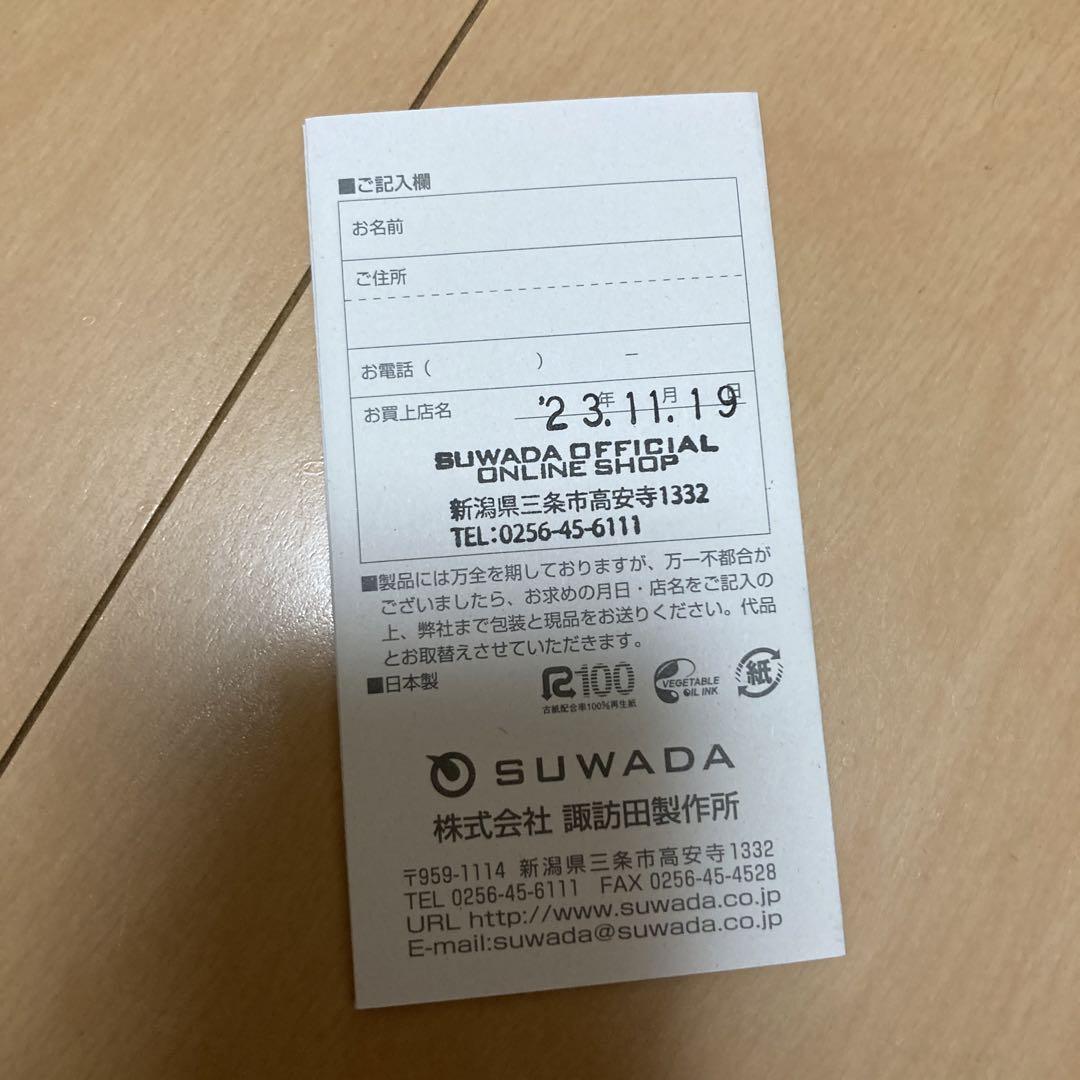 ■ご記入欄
お名前
ご住所
お電話（　　　　）　　　－
お買上店名　　　年　　月　　日
'23.11.19
SUWADA OFFICIAL
ONLINE SHOP
新潟県三条市高安寺1332
TEL:0256-45-6111
■製品には万全を期しておりますが、万一不都合が
ございましたら、お求めの月日・店名をご記入の
上、弊社まで包装と現品をお送りください。代品
とお取替えさせていただきます。
■日本製
R100
古紙配合率100%再生紙
VEGETABLE
OIL INK
紙
SUWADA
株式会社 諏訪田製作所
〒959-1114 新潟県三条市高安寺1332
TEL 0256-45-6111 FAX 0256-45-4528
URL http://www.suwada.co.jp
E-mail:suwada@suwada.co.jp